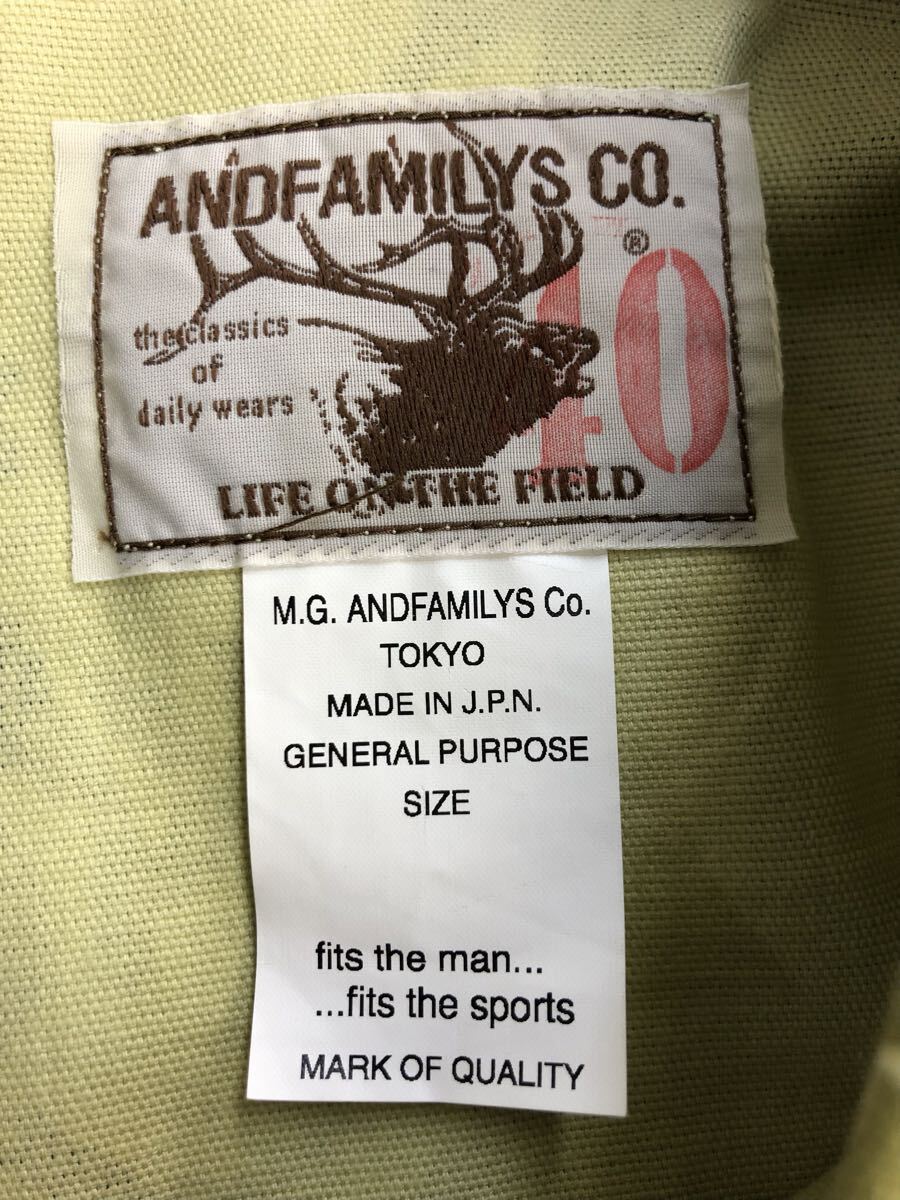 ANDFAMILYS CO.
®
40
the classics
of
daily wears
LIFE ON THE FIELD
M.G. ANDFAMILYS Co.
TOKYO
MADE IN J.P.N.
GENERAL PURPOSE
SIZE
fits the man...
...fits the sports
MARK OF QUALITY